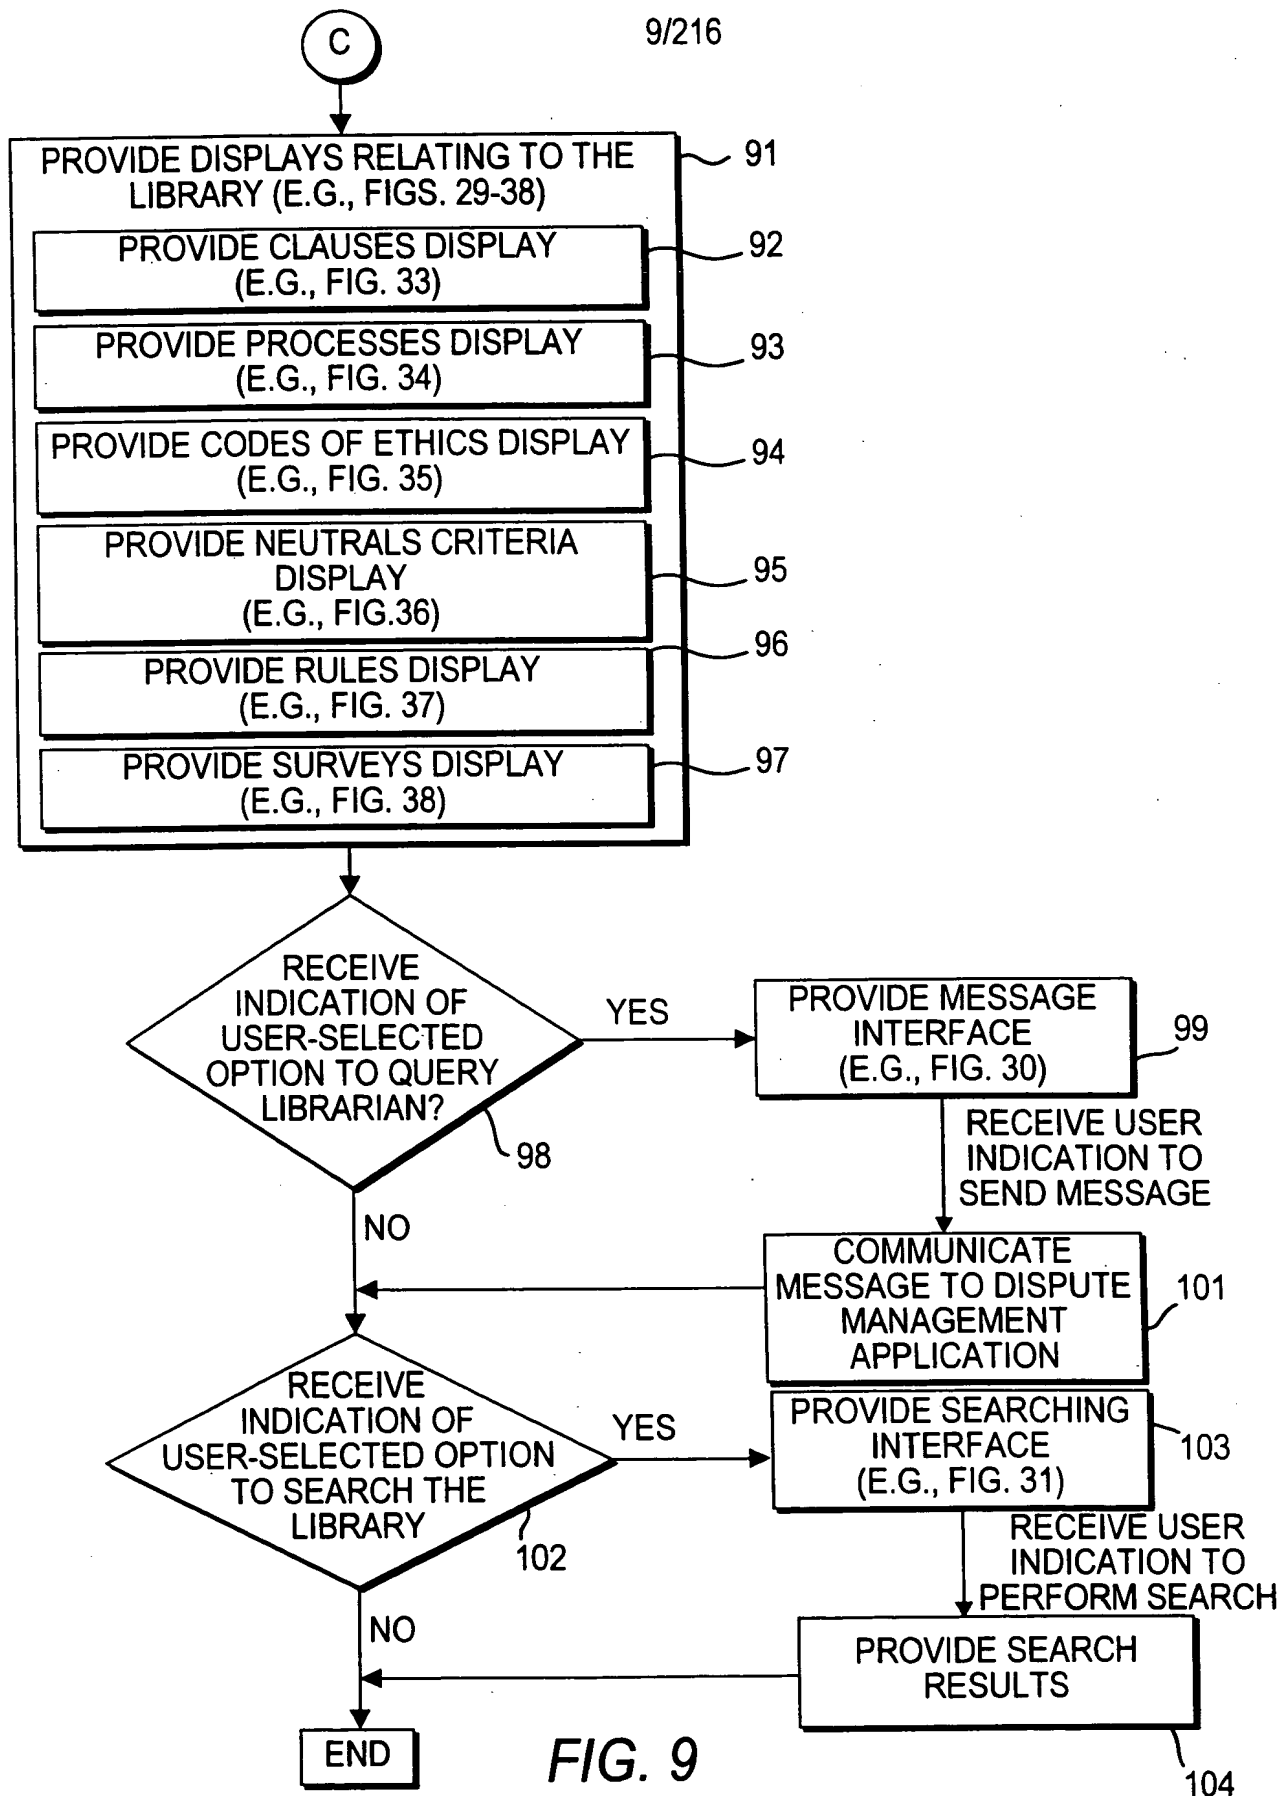 C
9/216
PROVIDE DISPLAYS RELATING TO THE
LIBRARY (E.G., FIGS. 29-38)
91
PROVIDE CLAUSES DISPLAY
(E.G., FIG. 33)
92
PROVIDE PROCESSES DISPLAY
(E.G., FIG. 34)
93
PROVIDE CODES OF ETHICS DISPLAY
(E.G., FIG. 35)
94
PROVIDE NEUTRALS CRITERIA
DISPLAY
(E.G., FIG.36)
95
PROVIDE RULES DISPLAY
(E.G., FIG. 37)
96
PROVIDE SURVEYS DISPLAY
(E.G., FIG. 38)
97
RECEIVE
INDICATION OF
USER-SELECTED
OPTION TO QUERY
LIBRARIAN?
98
YES
PROVIDE MESSAGE
INTERFACE
(E.G., FIG. 30)
99
RECEIVE USER
INDICATION TO
SEND MESSAGE
NO
COMMUNICATE
MESSAGE TO DISPUTE
MANAGEMENT
APPLICATION
101
RECEIVE
INDICATION OF
USER-SELECTED OPTION
TO SEARCH THE
LIBRARY
102
YES
PROVIDE SEARCHING
INTERFACE
(E.G., FIG. 31)
103
RECEIVE USER
INDICATION TO
PERFORM SEARCH
NO
PROVIDE SEARCH
RESULTS
104
END
FIG. 9